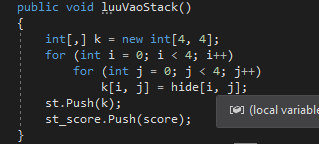 public void luuVaoStack()
{
int[,] k = new int[4, 4];
for (int i = 0; i < 4; i++)
for (int j = 0; j < 4; j++)
k[i, j] = hide[i, j];
st.Push(k);
st_score.Push(score);
(local variable